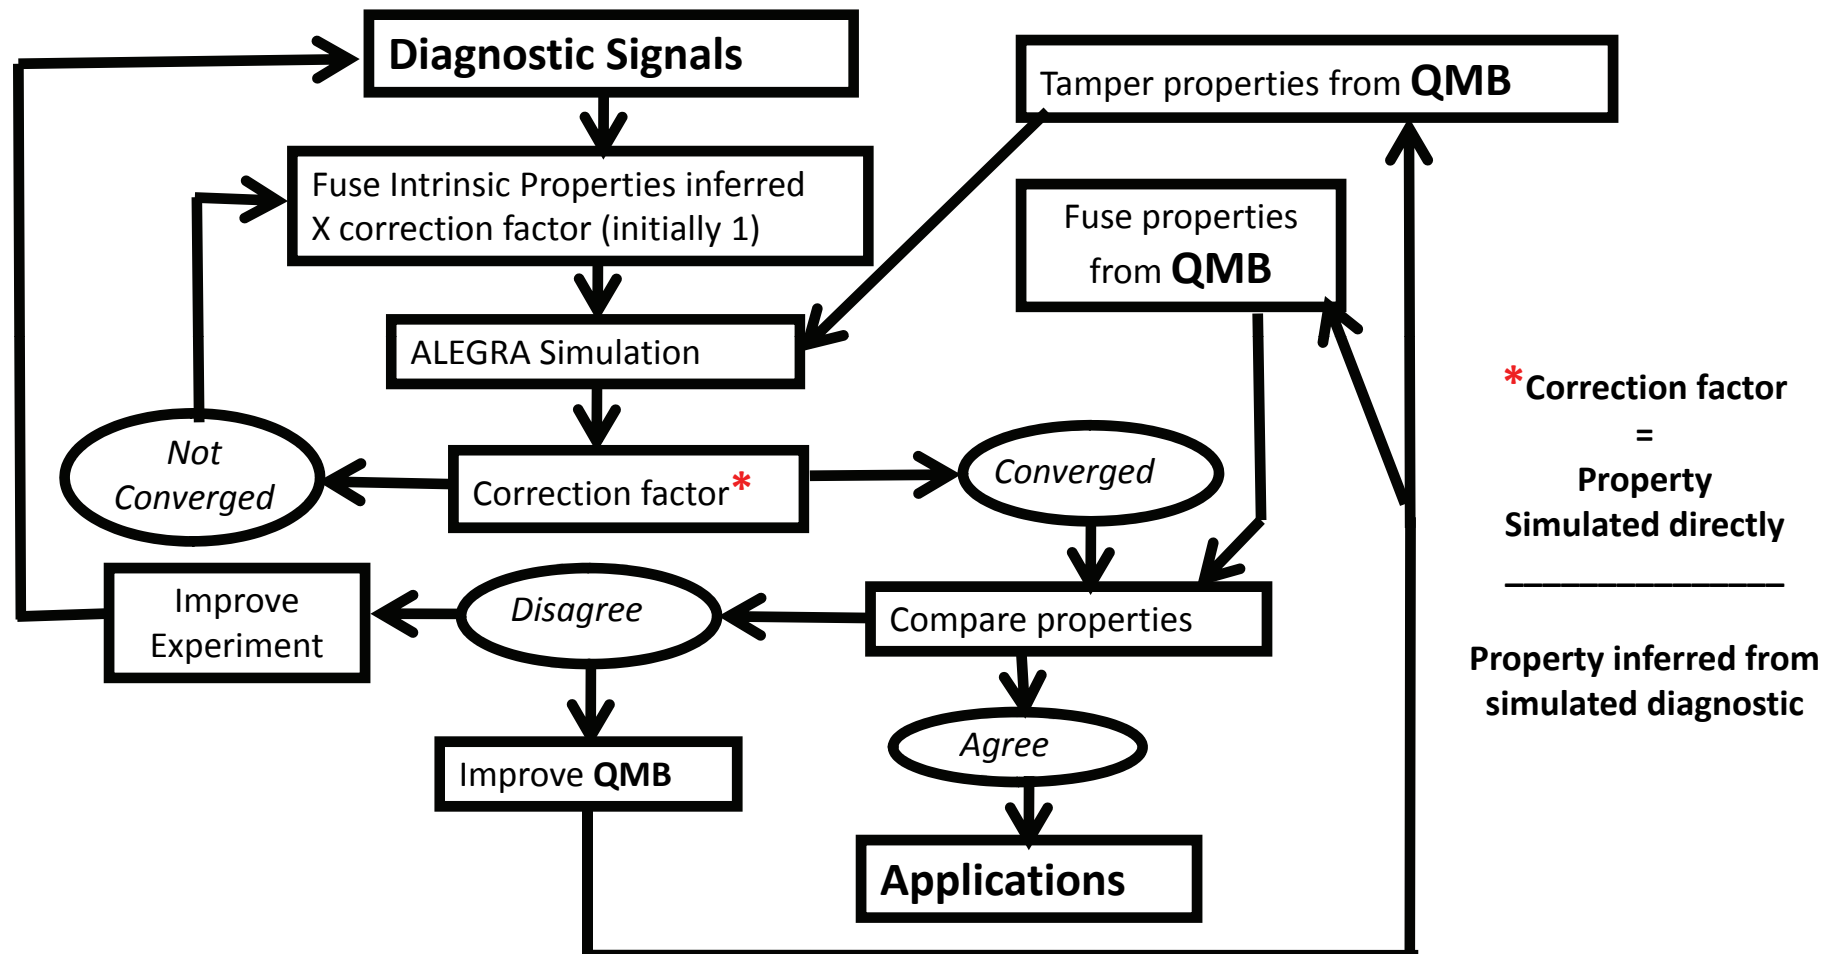 Diagnostic Signals
Tamper properties from QMB
Fuse Intrinsic Properties inferred
X correction factor (initially 1)
Fuse properties
from QMB
ALEGRA Simulation
*Correction factor
=
Property
Simulated directly
_______________
Property inferred from
simulated diagnostic
Not
Converged
Correction factor*
Converged
Improve
Experiment
Disagree
Compare properties
Improve QMB
Agree
Applications